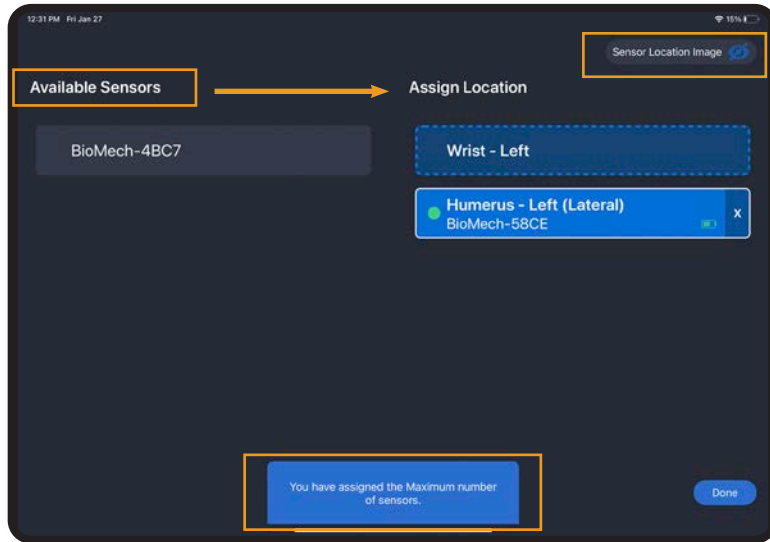 12:31 PM Fri Jan 27
15%
Sensor Location Image
Available Sensors
Assign Location
BioMech-4BC7
Wrist - Left
Humerus - Left (Lateral)
BioMech-58CE
X
You have assigned the Maximum number
of sensors.
Done